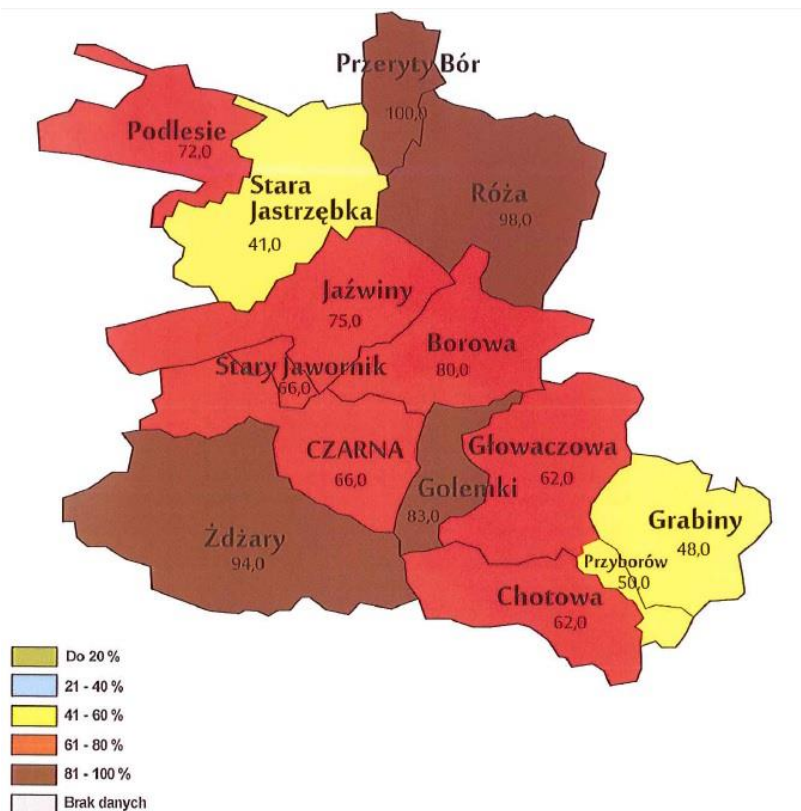 Przeryty Bór
100,0
Podlesie
72,0
Stara
Jastrzębka
41,0
Róża
98,0
Jaźwiny
75,0
Borowa
80,0
Stary Jawornik
66,0
CZARNA
66,0
Głowaczowa
62,0
Golemki
83,0
Grabiny
48,0
Żdżary
94,0
Przyborów
50,0
Chotowa
62,0
Do 20 %
21 - 40 %
41 - 60 %
61 - 80 %
81 - 100 %
Brak danych